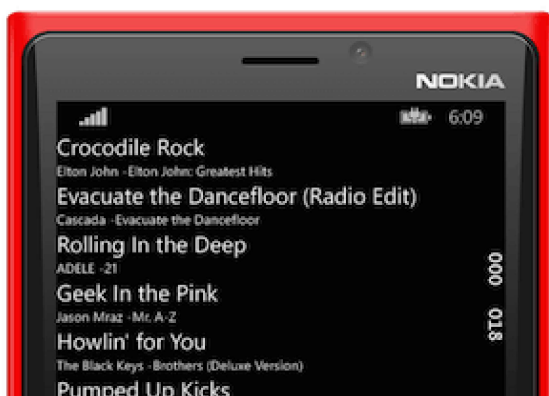 NOKIA
6:09
Crocodile Rock
Elton John -Elton John: Greatest Hits
Evacuate the Dancefloor (Radio Edit)
Cascada -Evacuate the Dancefloor
Rolling In the Deep
ADELE -21
000
Geek In the Pink
Jason Mraz -Mr. A-Z
018
Howlin' for You
The Black Keys -Brothers (Deluxe Version)
Pumped Up Kicks